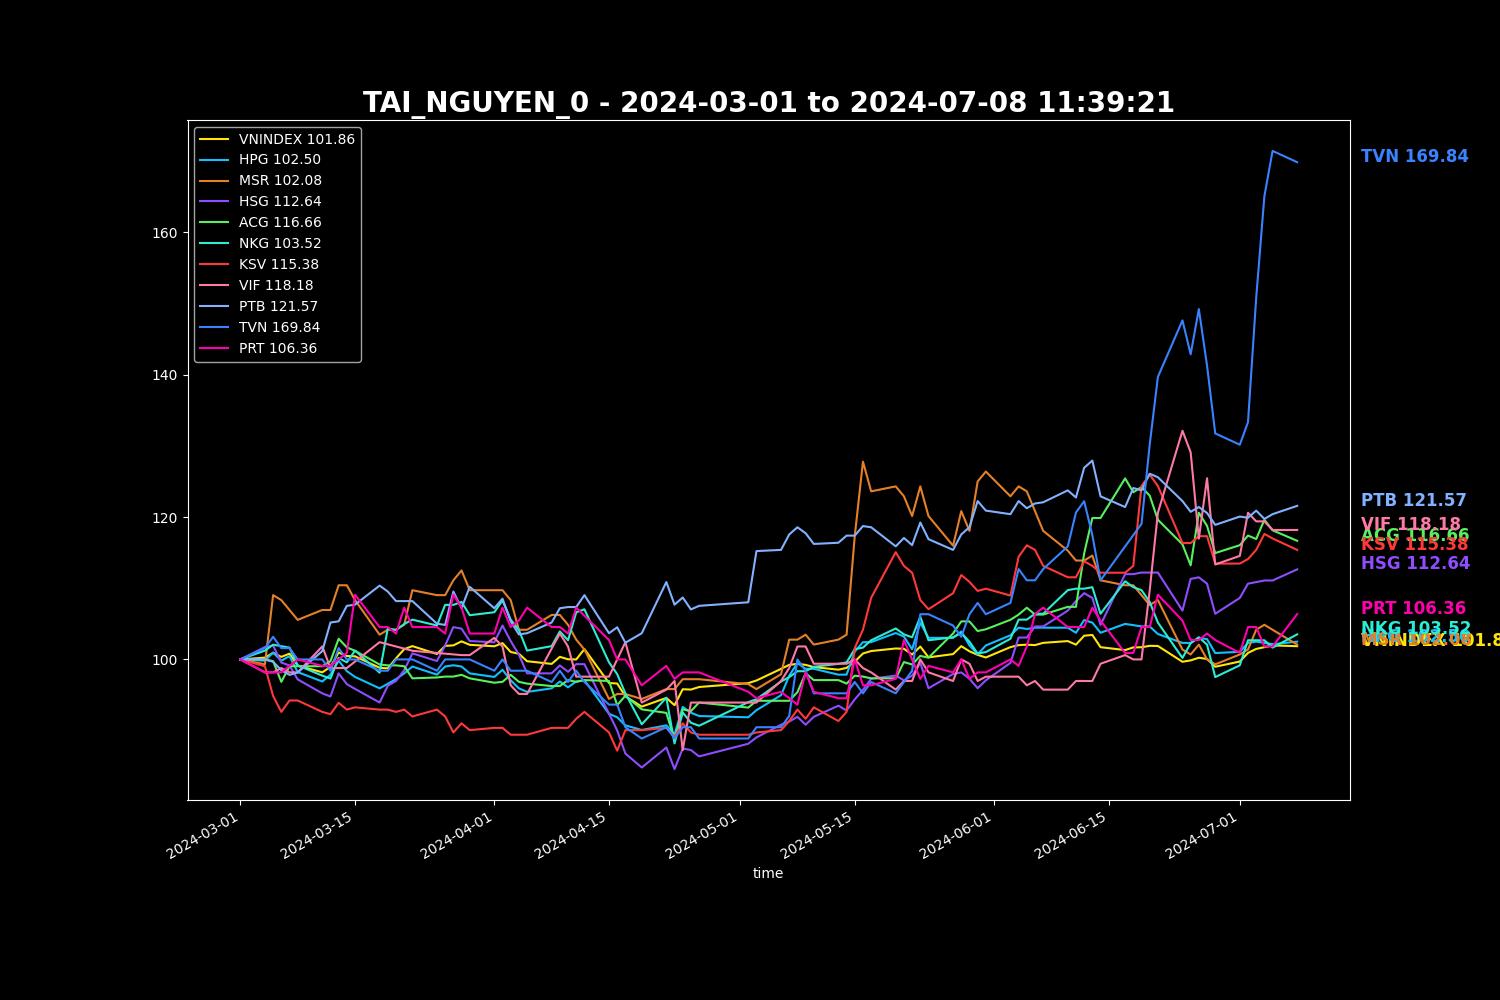 TAI_NGUYEN_0 - 2024-03-01 to 2024-07-08 11:39:21
VNINDEX 101.86
HPG 102.50
MSR 102.08
HSG 112.64
ACG 116.66
NKG 103.52
KSV 115.38
VIF 118.18
PTB 121.57
TVN 169.84
PRT 106.36
160
140
120
100
TVN 169.84
PTB 121.57
VIF 118.18
ACG 116.66
KSV 115.38
HSG 112.64
PRT 106.36
NKG 103.52
2024-03-01
2024-03-15
2024-04-01
2024-04-15
2024-05-01
2024-05-15
2024-06-01
2024-06-15
2024-07-01
time